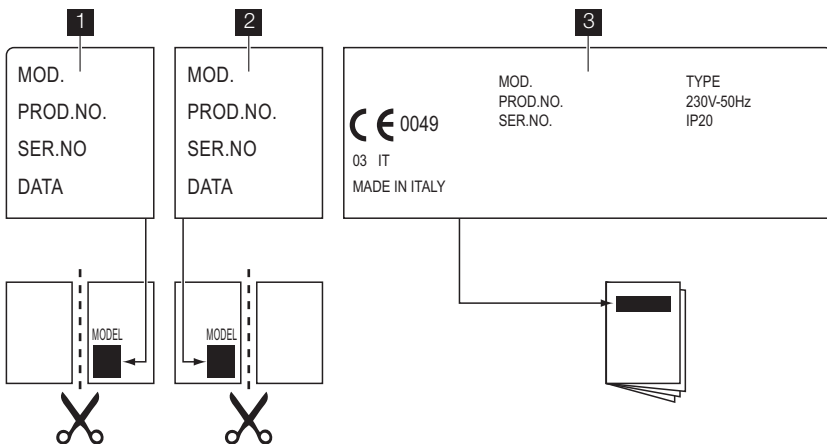 1
2
3
MOD.
PROD.NO.
SER.NO
DATA
MOD.
PROD.NO.
SER.NO
DATA
MOD. TYPE
PROD.NO. 230V-50Hz
SER.NO. IP20
CE 0049
03 IT
MADE IN ITALY
MODEL
MODEL